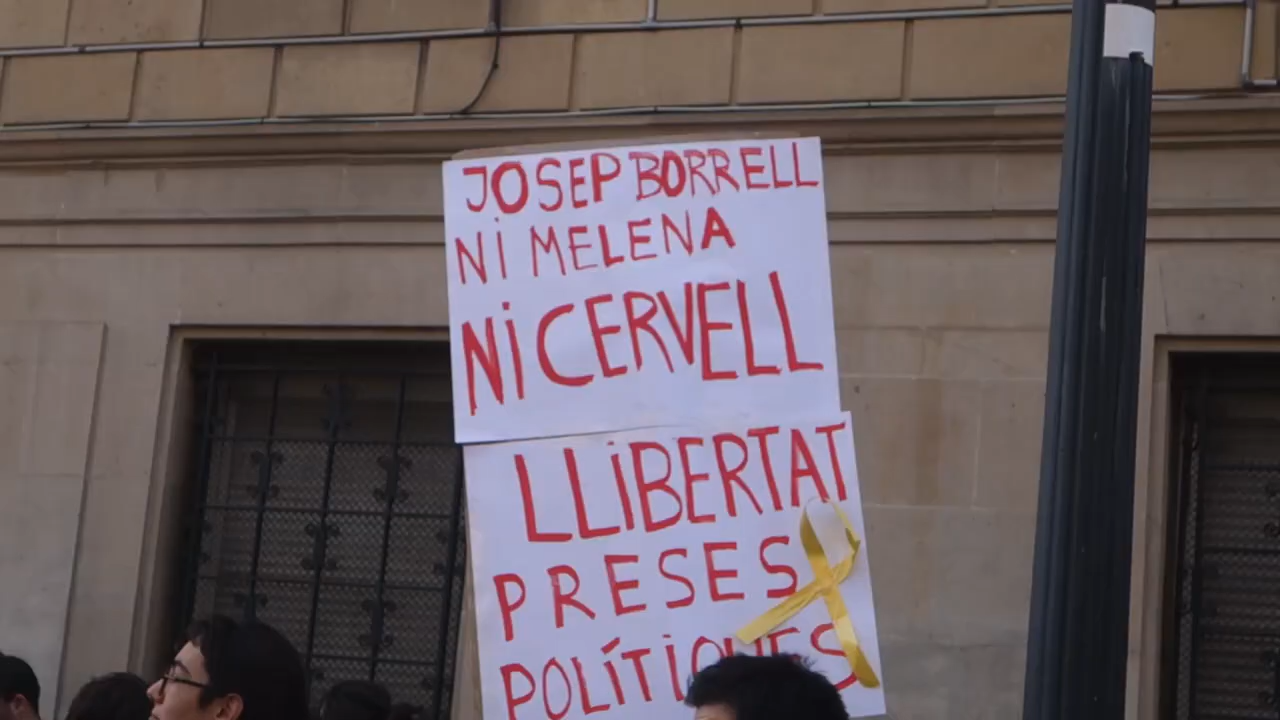 JOSEP BORRELL
Ni MELENA
Ni CERVELL
LLiBERTAT
PRESES
POLÍTiQUES